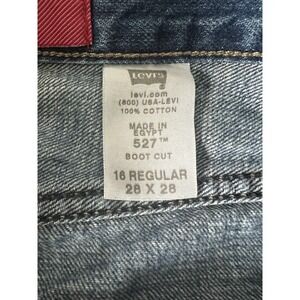 LEVI'S
levi.com
(800) USA-LEVI
100% COTTON
MADE IN
EGYPT
527™
BOOT CUT
16 REGULAR
28 X 28